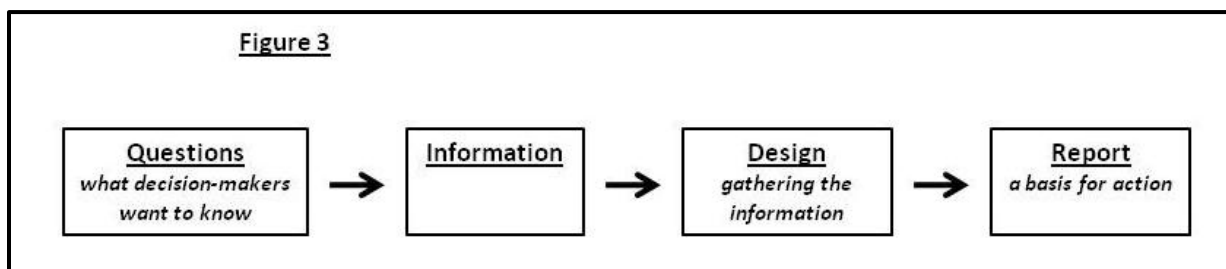 Figure 3
Questions
what decision-makers
want to know
Information
Design
gathering the
information
Report
a basis for action